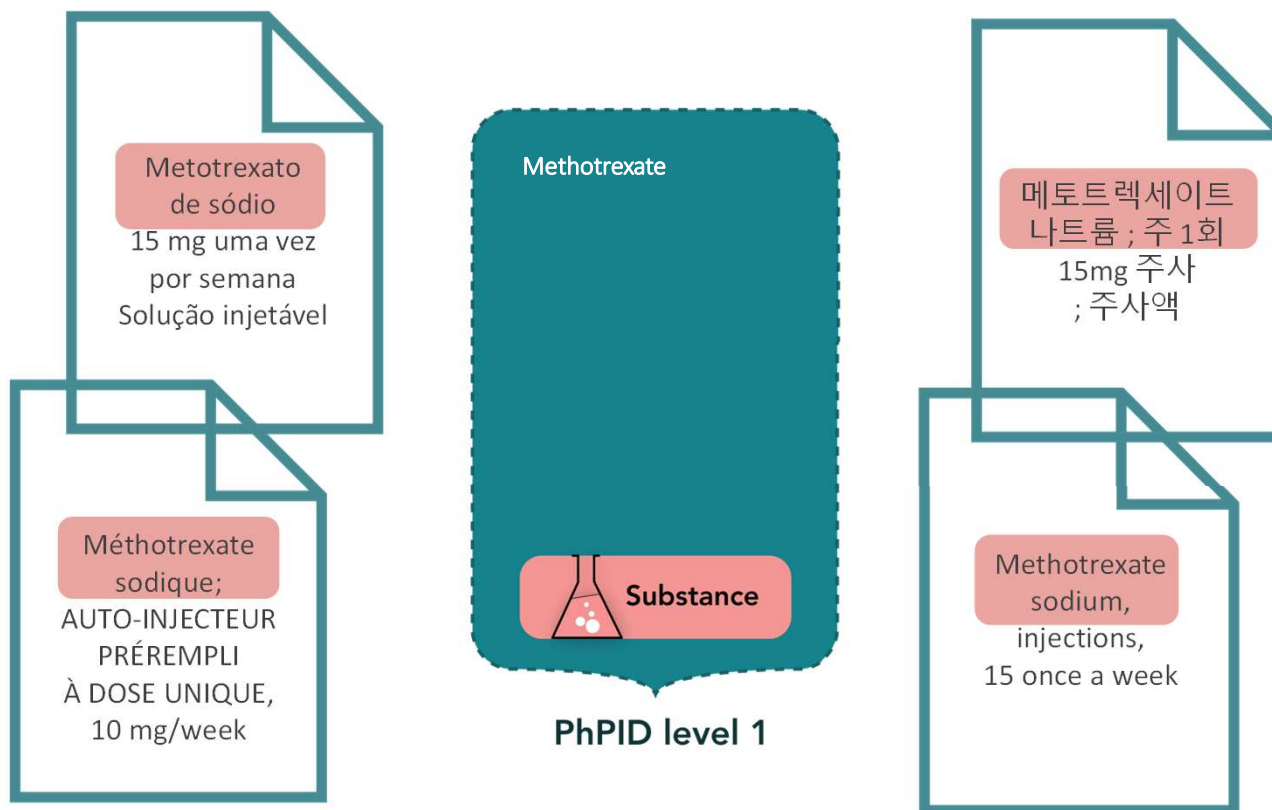 Metotrexato
de sódio
15 mg uma vez
por semana
Solução injetável
Méthotrexate
sodique;
AUTO-INJECTEUR
PRÉREMPLI
À DOSE UNIQUE,
10 mg/week
Methotrexate
Substance
PhPID level 1
메토트렉세이트
나트륨 ; 주 1회
15mg 주사
; 주사액
Methotrexate
sodium,
injections,
15 once a week